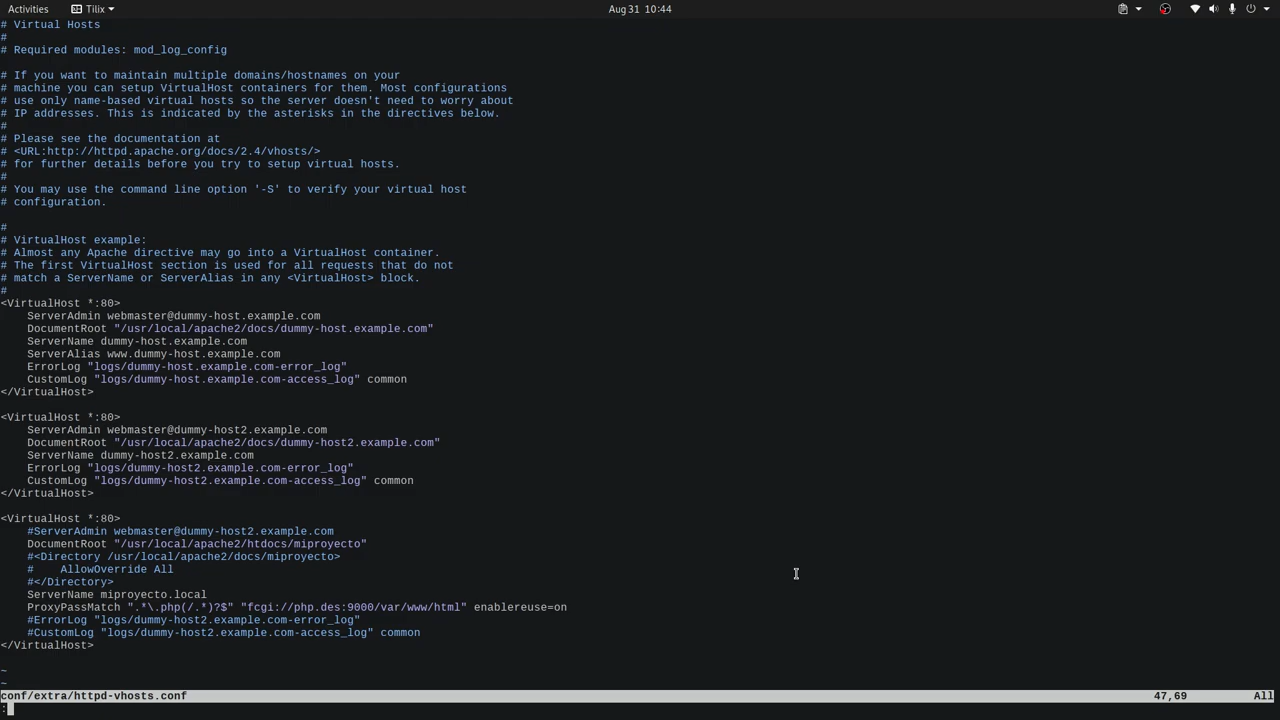 Activities Tilix Aug 31 10:44
# Virtual Hosts
#
# Required modules: mod_log_config

# If you want to maintain multiple domains/hostnames on your
# machine you can setup VirtualHost containers for them. Most configurations
# use only name-based virtual hosts so the server doesn't need to worry about
# IP addresses. This is indicated by the asterisks in the directives below.
#
# Please see the documentation at
# <URL:http://httpd.apache.org/docs/2.4/vhosts/>
# for further details before you try to setup virtual hosts.
#
# You may use the command line option '-S' to verify your virtual host
# configuration.

#
# VirtualHost example:
# Almost any Apache directive may go into a VirtualHost container.
# The first VirtualHost section is used for all requests that do not
# match a ServerName or ServerAlias in any <VirtualHost> block.
#
<VirtualHost *:80>
    ServerAdmin webmaster@dummy-host.example.com
    DocumentRoot "/usr/local/apache2/docs/dummy-host.example.com"
    ServerName dummy-host.example.com
    ServerAlias www.dummy-host.example.com
    ErrorLog "logs/dummy-host.example.com-error_log"
    CustomLog "logs/dummy-host.example.com-access_log" common
</VirtualHost>

<VirtualHost *:80>
    ServerAdmin webmaster@dummy-host2.example.com
    DocumentRoot "/usr/local/apache2/docs/dummy-host2.example.com"
    ServerName dummy-host2.example.com
    ErrorLog "logs/dummy-host2.example.com-error_log"
    CustomLog "logs/dummy-host2.example.com-access_log" common
</VirtualHost>

<VirtualHost *:80>
    #ServerAdmin webmaster@dummy-host2.example.com
    DocumentRoot "/usr/local/apache2/htdocs/miproyecto"
    #<Directory /usr/local/apache2/docs/miproyecto>
    #    AllowOverride All
    #</Directory>
    ServerName miproyecto.local
    ProxyPassMatch ".*\.php(/.*)?$" "fcgi://php.des:9000/var/www/html" enablereuse=on
    #ErrorLog "logs/dummy-host2.example.com-error_log"
    #CustomLog "logs/dummy-host2.example.com-access_log" common
</VirtualHost>

~
~
conf/extra/httpd-vhosts.conf 47,69 All
: